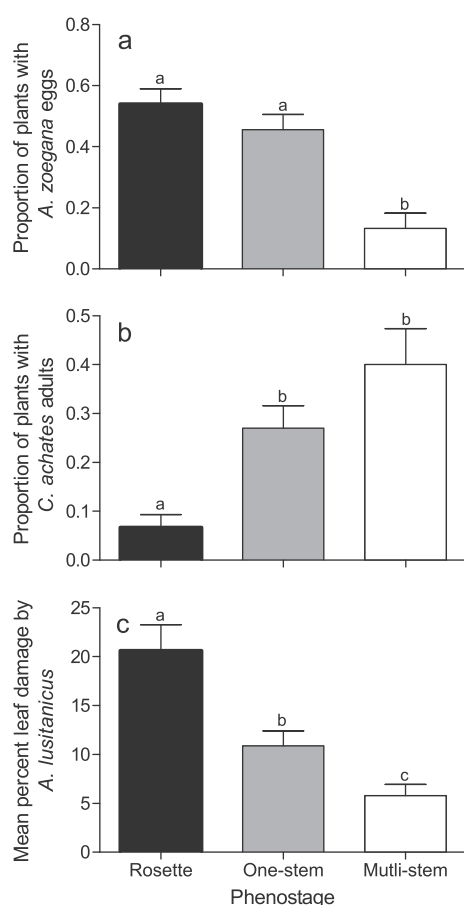 a
Proportion of plants with
A. zoegana eggs
0.8
0.6
0.4
0.2
0.0
a
a
b
b
Proportion of plants with
C. achates adults
0.5
0.4
0.3
0.2
0.1
0.0
a
b
b
c
Mean percent leaf damage by
A. lusitanicus
25
20
15
10
5
0
a
b
c
Rosette One-stem Mutli-stem
Phenostage